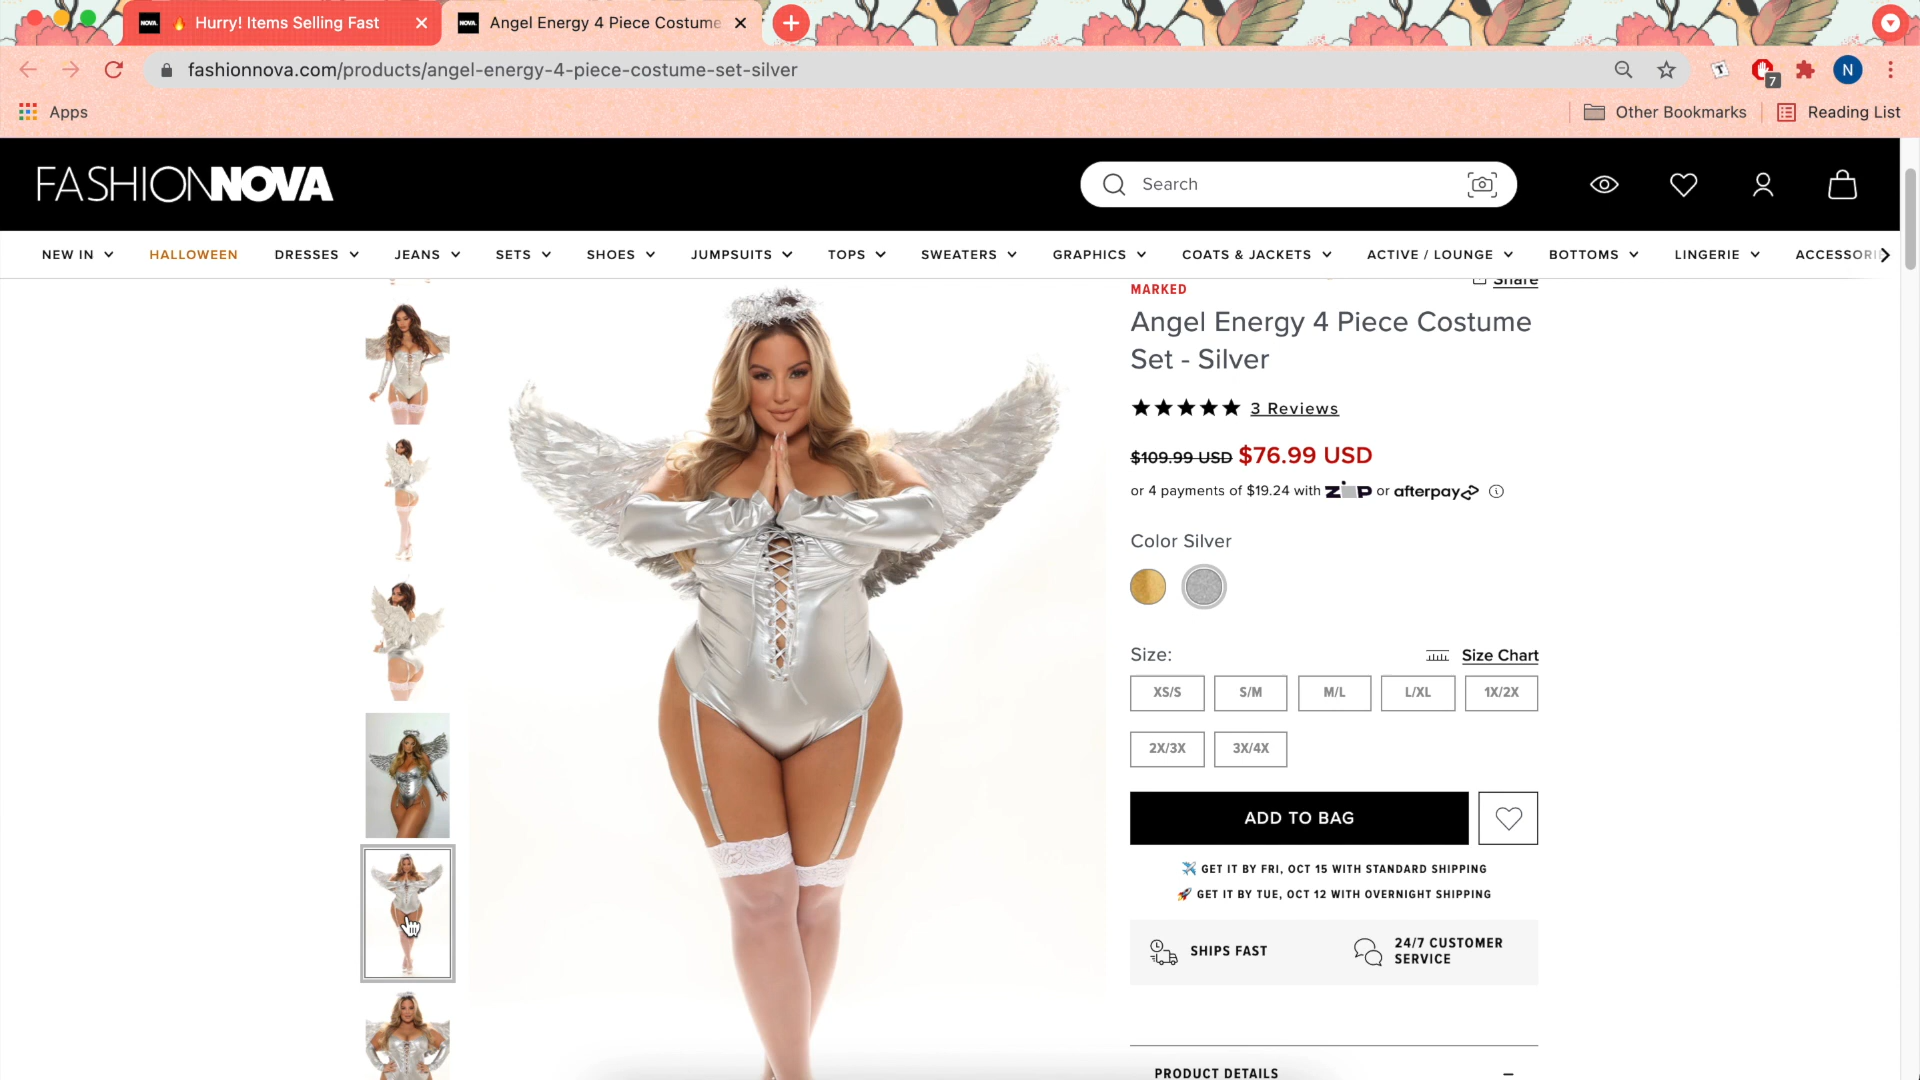 NOVA. 🔥 Hurry! Items Selling Fast
NOVA. Angel Energy 4 Piece Costume
fashionnova.com/products/angel-energy-4-piece-costume-set-silver
7
N
Apps
Other Bookmarks
Reading List
FASHIONNOVA
Search
NEW IN HALLOWEEN DRESSES JEANS SETS SHOES JUMPSUITS TOPS SWEATERS GRAPHICS COATS & JACKETS ACTIVE / LOUNGE BOTTOMS LINGERIE ACCESSORI
MARKED
Share
Angel Energy 4 Piece Costume
Set - Silver
3 Reviews
$109.99 USD $76.99 USD
or 4 payments of $19.24 with ZIP or afterpay
Color Silver
Size:
Size Chart
XS/S S/M M/L L/XL 1X/2X
2X/3X 3X/4X
ADD TO BAG
✈️ GET IT BY FRI, OCT 15 WITH STANDARD SHIPPING
🚀 GET IT BY TUE, OCT 12 WITH OVERNIGHT SHIPPING
SHIPS FAST
24/7 CUSTOMER
SERVICE
PRODUCT DETAILS